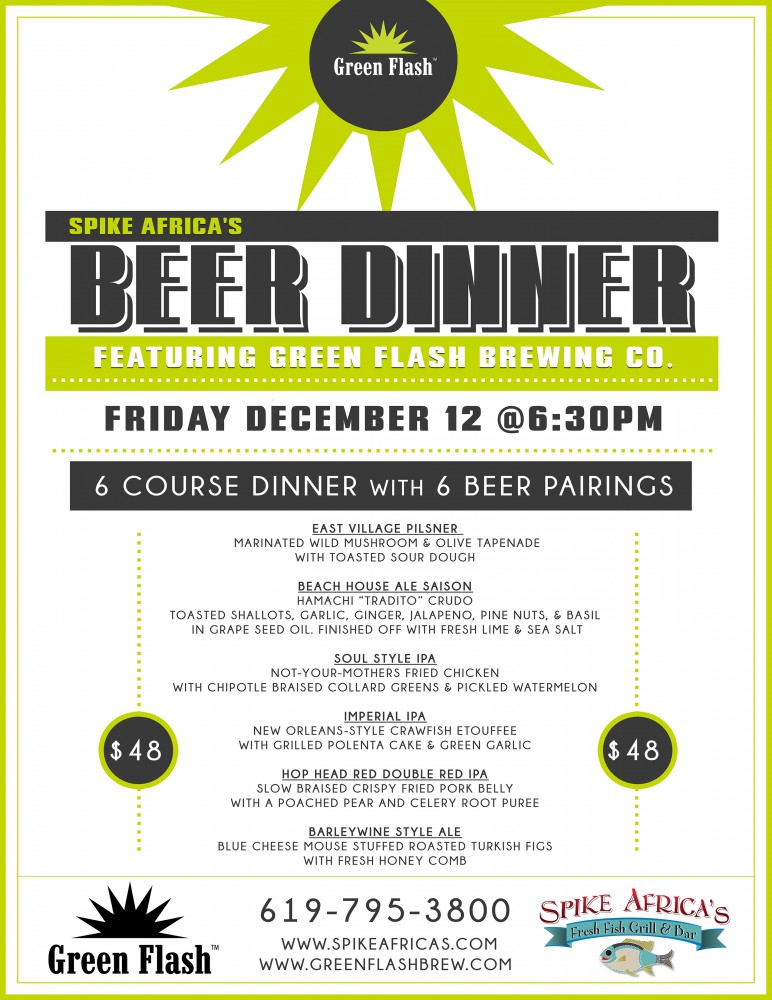 Green Flash™
SPIKE AFRICA'S
BEER DINNER
FEATURING GREEN FLASH BREWING CO.
FRIDAY DECEMBER 12 @6:30PM
6 COURSE DINNER WITH 6 BEER PAIRINGS
EAST VILLAGE PILSNER
MARINATED WILD MUSHROOM & OLIVE TAPENADE
WITH TOASTED SOUR DOUGH
BEACH HOUSE ALE SAISON
HAMACHI "TRADITO" CRUDO
TOASTED SHALLOTS, GARLIC, GINGER, JALAPENO, PINE NUTS, & BASIL
IN GRAPE SEED OIL. FINISHED OFF WITH FRESH LIME & SEA SALT
SOUL STYLE IPA
NOT-YOUR-MOTHERS FRIED CHICKEN
WITH CHIPOTLE BRAISED COLLARD GREENS & PICKLED WATERMELON
IMPERIAL IPA
NEW ORLEANS-STYLE CRAWFISH ETOUFFEE
WITH GRILLED POLENTA CAKE & GREEN GARLIC
$48
$48
HOP HEAD RED DOUBLE RED IPA
SLOW BRAISED CRISPY FRIED PORK BELLY
WITH A POACHED PEAR AND CELERY ROOT PUREE
BARLEYWINE STYLE ALE
BLUE CHEESE MOUSE STUFFED ROASTED TURKISH FIGS
WITH FRESH HONEY COMB
Green Flash™
619-795-3800
WWW.SPIKEAFRICAS.COM
WWW.GREENFLASHBREW.COM
SPIKE AFRICA'S
Fresh Fish Grill & Bar